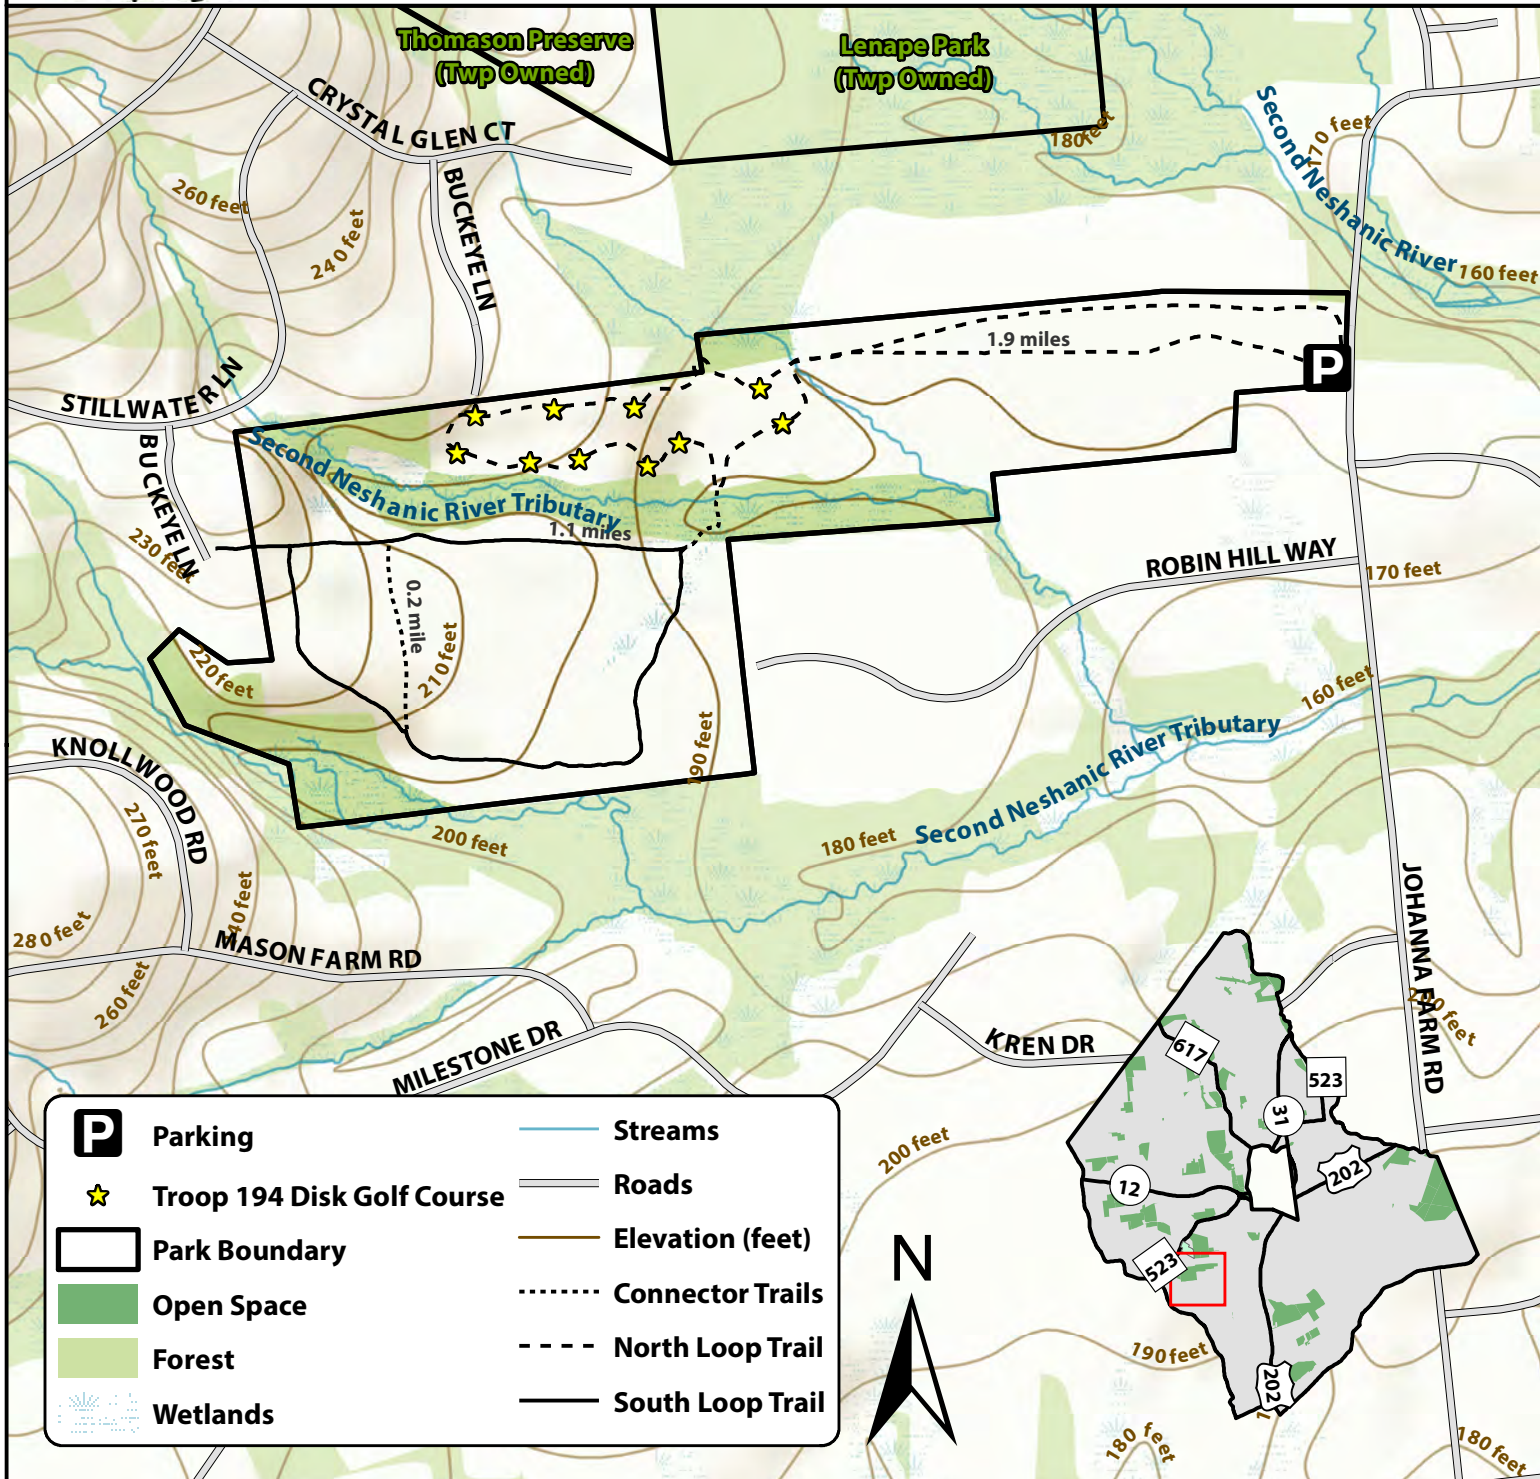 Thomason Preserve
(Twp Owned)
Lenape Park
(Twp Owned)
CRYSTAL GLEN CT
180 feet
170 feet
Second Neshanic River
160 feet
260 feet
240 feet
BUCKEYE LN
1.9 miles
P
STILLWATER LN
BUCKEYE LN
Second Neshanic River Tributary
1.1 miles
230 feet
ROBIN HILL WAY
170 feet
0.2 mile
210 feet
220 feet
160 feet
190 feet
Second Neshanic River Tributary
KNOLLWOOD RD
270 feet
200 feet
180 feet
240 feet
280 feet
MASON FARM RD
260 feet
JOHANNA FARM RD
MILESTONE DR
KREN DR
200 feet
617
523
31
202
12
523
202
190 feet
180 feet
180 feet
N
P
Parking
Troop 194 Disk Golf Course
Park Boundary
Open Space
Forest
Wetlands
Streams
Roads
Elevation (feet)
Connector Trails
North Loop Trail
South Loop Trail